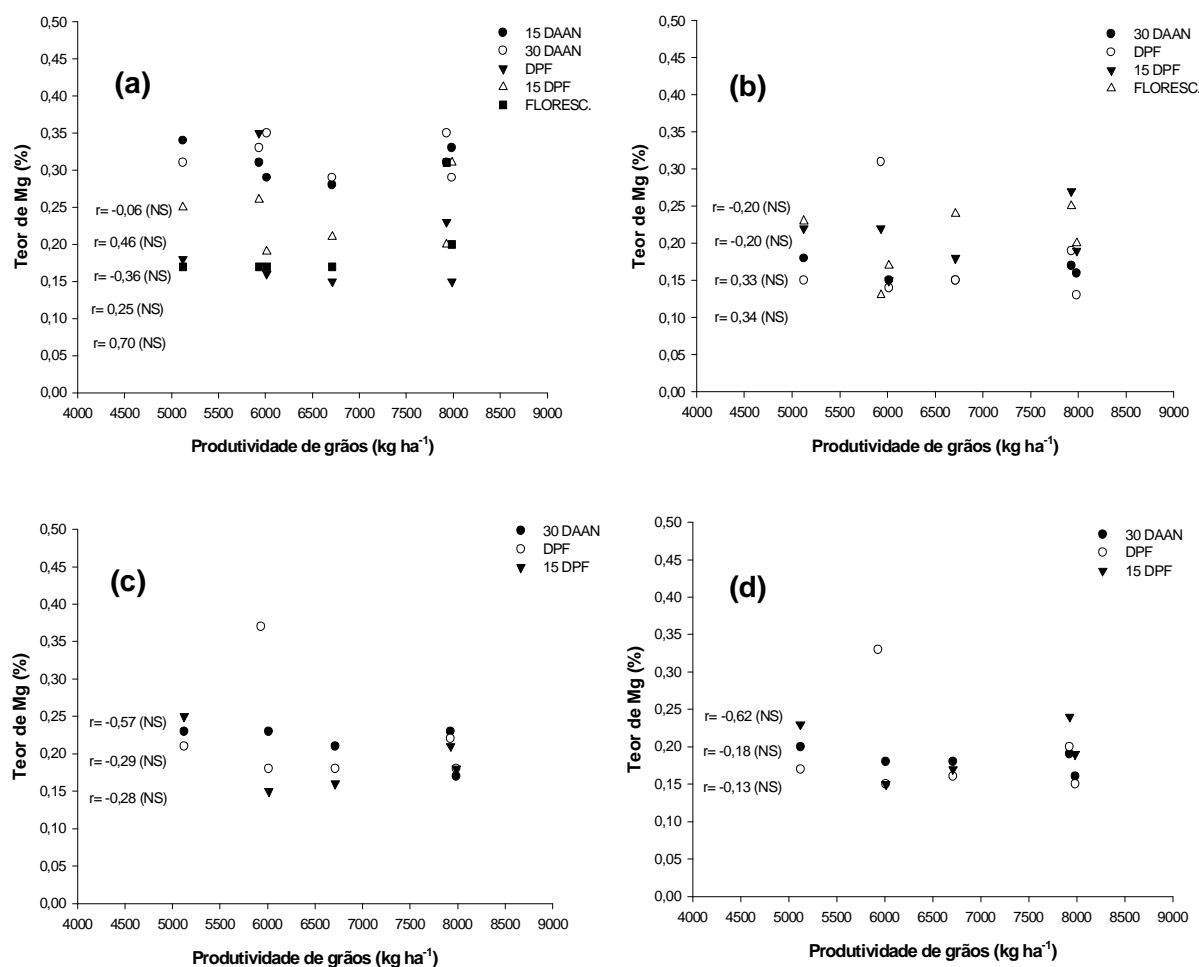 0,50
0,45
0,40
0,35
0,30
0,25
0,20
0,15
0,10
0,05
0,00
Teor de Mg (%)
(a)
15 DAAN
30 DAAN
DPF
15 DPF
FLORESC.
r= -0,06 (NS)
r= 0,46 (NS)
r= -0,36 (NS)
r= 0,25 (NS)
r= 0,70 (NS)
4000 4500 5000 5500 6000 6500 7000 7500 8000 8500 9000
Produtividade de grãos (kg ha⁻¹)
0,50
0,45
0,40
0,35
0,30
0,25
0,20
0,15
0,10
0,05
0,00
Teor de Mg (%)
(b)
30 DAAN
DPF
15 DPF
FLORESC.
r= -0,20 (NS)
r= -0,20 (NS)
r= 0,33 (NS)
r= 0,34 (NS)
4000 4500 5000 5500 6000 6500 7000 7500 8000 8500 9000
Produtividade de grãos (kg ha⁻¹)
0,50
0,45
0,40
0,35
0,30
0,25
0,20
0,15
0,10
0,05
0,00
Teor de Mg (%)
(c)
30 DAAN
DPF
15 DPF
r= -0,57 (NS)
r= -0,29 (NS)
r= -0,28 (NS)
4000 4500 5000 5500 6000 6500 7000 7500 8000 8500 9000
Produtividade de grãos (kg ha⁻¹)
0,50
0,45
0,40
0,35
0,30
0,25
0,20
0,15
0,10
0,05
0,00
Teor de Mg (%)
(d)
30 DAAN
DPF
15 DPF
r= -0,62 (NS)
r= -0,18 (NS)
r= -0,13 (NS)
4000 4500 5000 5500 6000 6500 7000 7500 8000 8500 9000
Produtividade de grãos (kg ha⁻¹)